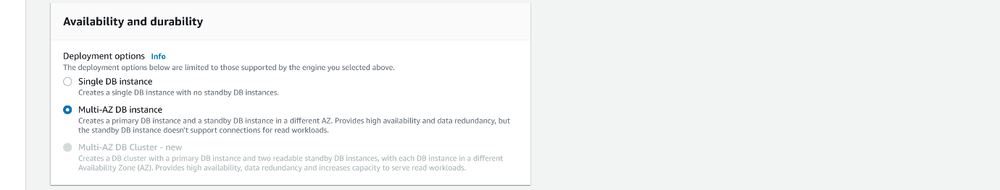 Availability and durability
Deployment options Info
The deployment options below are limited to those supported by the engine you selected above.
Single DB instance
Creates a single DB instance with no standby DB instances.
Multi-AZ DB instance
Creates a primary DB instance and a standby DB instance in a different AZ. Provides high availability and data redundancy, but
the standby DB instance doesn't support connections for read workloads.
Multi-AZ DB Cluster - new
Creates a DB cluster with a primary DB instance and two readable standby DB instances, with each DB instance in a different
Availability Zone (AZ). Provides high availability, data redundancy and increases capacity to serve read workloads.